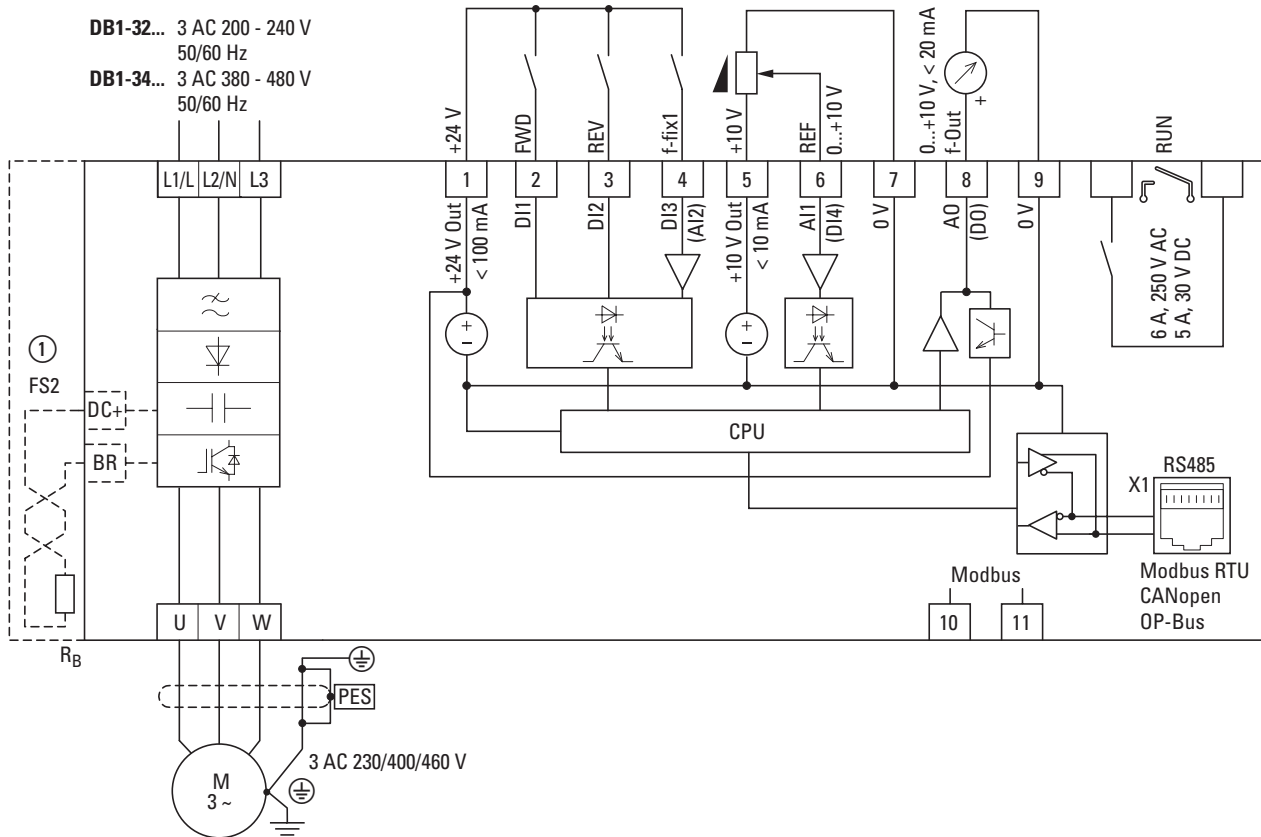 DB1-32... 3 AC 200 - 240 V
50/60 Hz
DB1-34... 3 AC 380 - 480 V
50/60 Hz
+24 V
FWD
REV
f-fix1
+10 V
REF
0...+10 V
0...+10 V, < 20 mA
f-Out
+
RUN
L1/L
L2/N
L3
1
2
3
4
5
6
7
8
9
+24 V Out
< 100 mA
DI1
DI2
DI3
(AI2)
+10 V Out
< 10 mA
AI1
(DI4)
0 V
AO
(DO)
0 V
6 A, 250 V AC
5 A, 30 V DC
+
−
+
−
1
FS2
DC+
BR
CPU
X1
RS485
Modbus RTU
CANopen
OP-Bus
Modbus
10
11
U
V
W
RB
PES
3 AC 230/400/460 V
M
3 ~